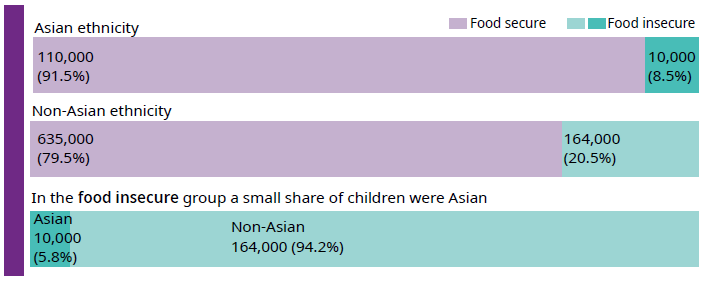 Asian ethnicity
Food secure
Food insecure
110,000
(91.5%)
10,000
(8.5%)
Non-Asian ethnicity
635,000
(79.5%)
164,000
(20.5%)
In the food insecure group a small share of children were Asian
Asian
10,000
(5.8%)
Non-Asian
164,000 (94.2%)